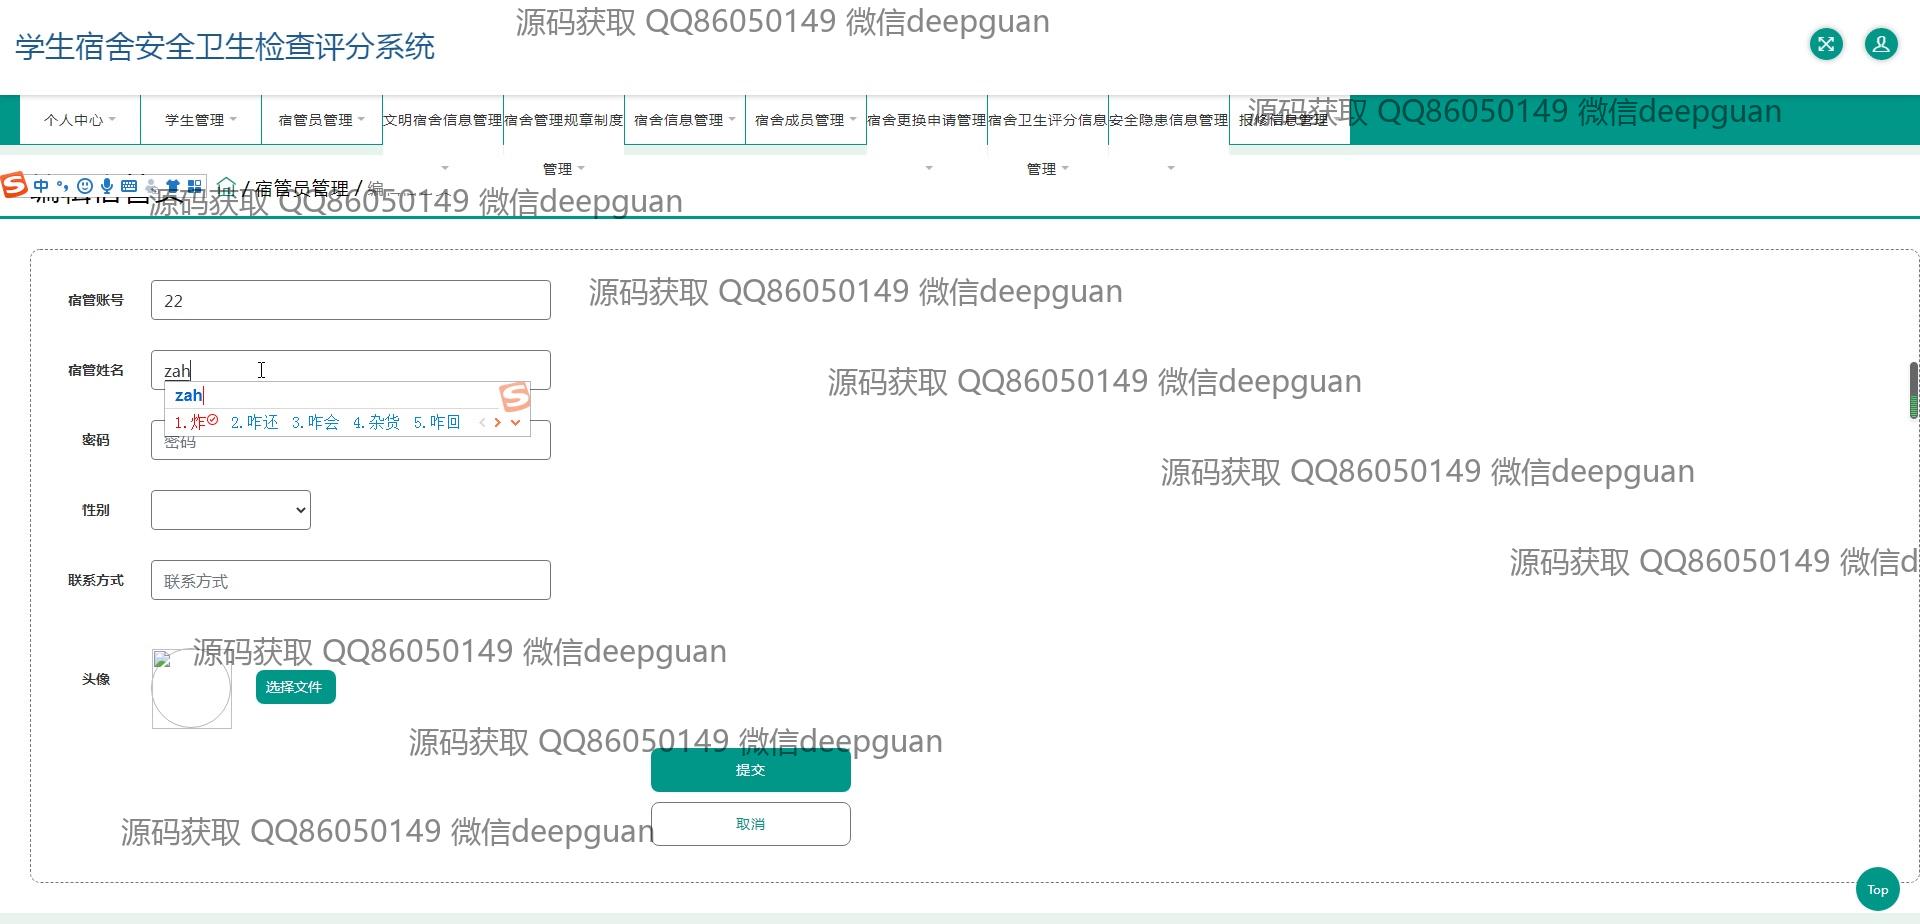 源码获取 QQ86050149 微信deepguan
学生宿舍安全卫生检查评分系统
个人中心 学生管理 宿管员管理 文明宿舍信息管理 宿舍管理规章制度管理 宿舍信息管理 宿舍成员管理 宿舍更换申请管理 宿舍卫生评分信息管理 安全隐患信息管理 报修信息管理
源码获取 QQ86050149 微信deepguan
中
/ 宿管员管理 / 编
源码获取 QQ86050149 微信deepguan
宿管账号 22
源码获取 QQ86050149 微信deepguan
宿管姓名 zah
源码获取 QQ86050149 微信deepguan
zah
1.炸 2.咋还 3.咋会 4.杂货 5.咋回
密码 密码
源码获取 QQ86050149 微信deepguan
性别
源码获取 QQ86050149 微信d
联系方式 联系方式
源码获取 QQ86050149 微信deepguan
头像 选择文件
源码获取 QQ86050149 微信deepguan
提交
源码获取 QQ86050149 微信deepguan
取消
Top